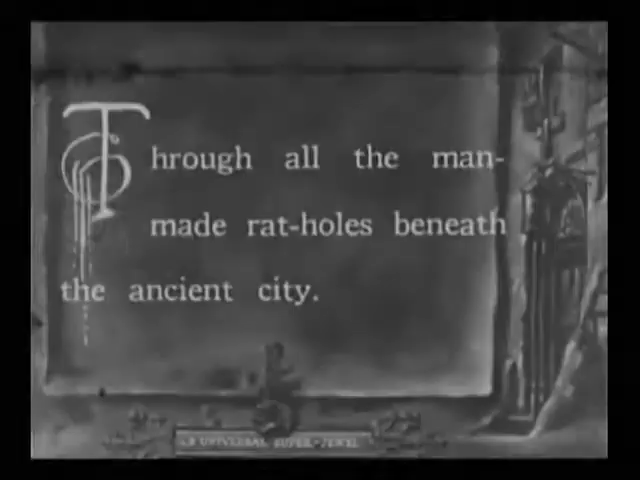 Through all the man-
made rat-holes beneath
the ancient city.
A UNIVERSAL SUPER-JEWEL